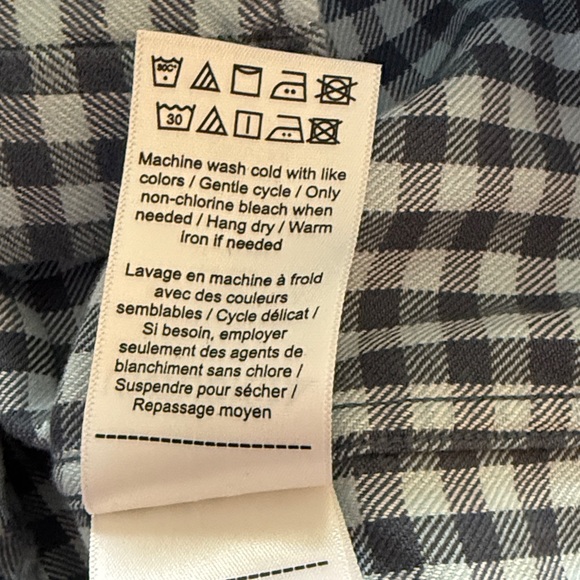 30°C
30
Machine wash cold with like
colors / Gentle cycle / Only
non-chlorine bleach when
needed / Hang dry / Warm
Iron if needed
Lavage en machine à froid
avec des couleurs
semblables / Cycle délicat /
Si besoin, employer
seulement des agents de
blanchiment sans chlore /
Suspendre pour sécher /
Repassage moyen